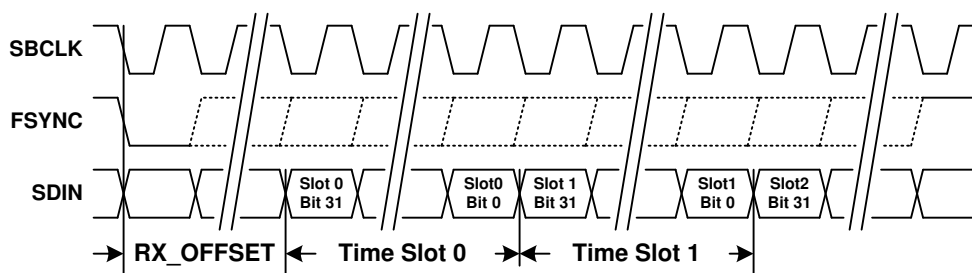 SBCLK
FSYNC
SDIN
Slot 0
Bit 31
Slot0
Bit 0
Slot 1
Bit 31
Slot1
Bit 0
Slot2
Bit 31
RX_OFFSET
Time Slot 0
Time Slot 1